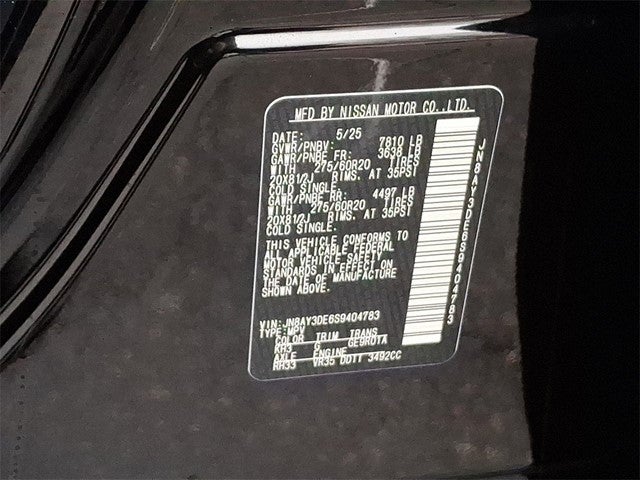 MFD BY NISSAN MOTOR CO.,LTD.
DATE: 5/25
GVWR/PNBV: 7810 LB
GAWR/PNBE FR: 3638 LB
WITH 275/60R20 TIRES
20X81/2J RIMS. AT 35PSI
COLD SINGLE.
GAWR/PNBE RR: 4497 LB
WITH 275/60R20 TIRES
20X81/2J RIMS. AT 35PSI
COLD SINGLE.
THIS VEHICLE CONFORMS TO
ALL APPLICABLE FEDERAL
MOTOR VEHICLE SAFETY
STANDARDS IN EFFECT ON
THE DATE OF MANUFACTURE
SHOWN ABOVE.
VIN: JN8AY3DE6S9404783
TYPE: MPV
COLOR TRIM TRANS
KH3 G GE9R01A
AXLE ENGINE
RH33 VR35 DDTT 3492CC
JN8AY3DE6S9404783